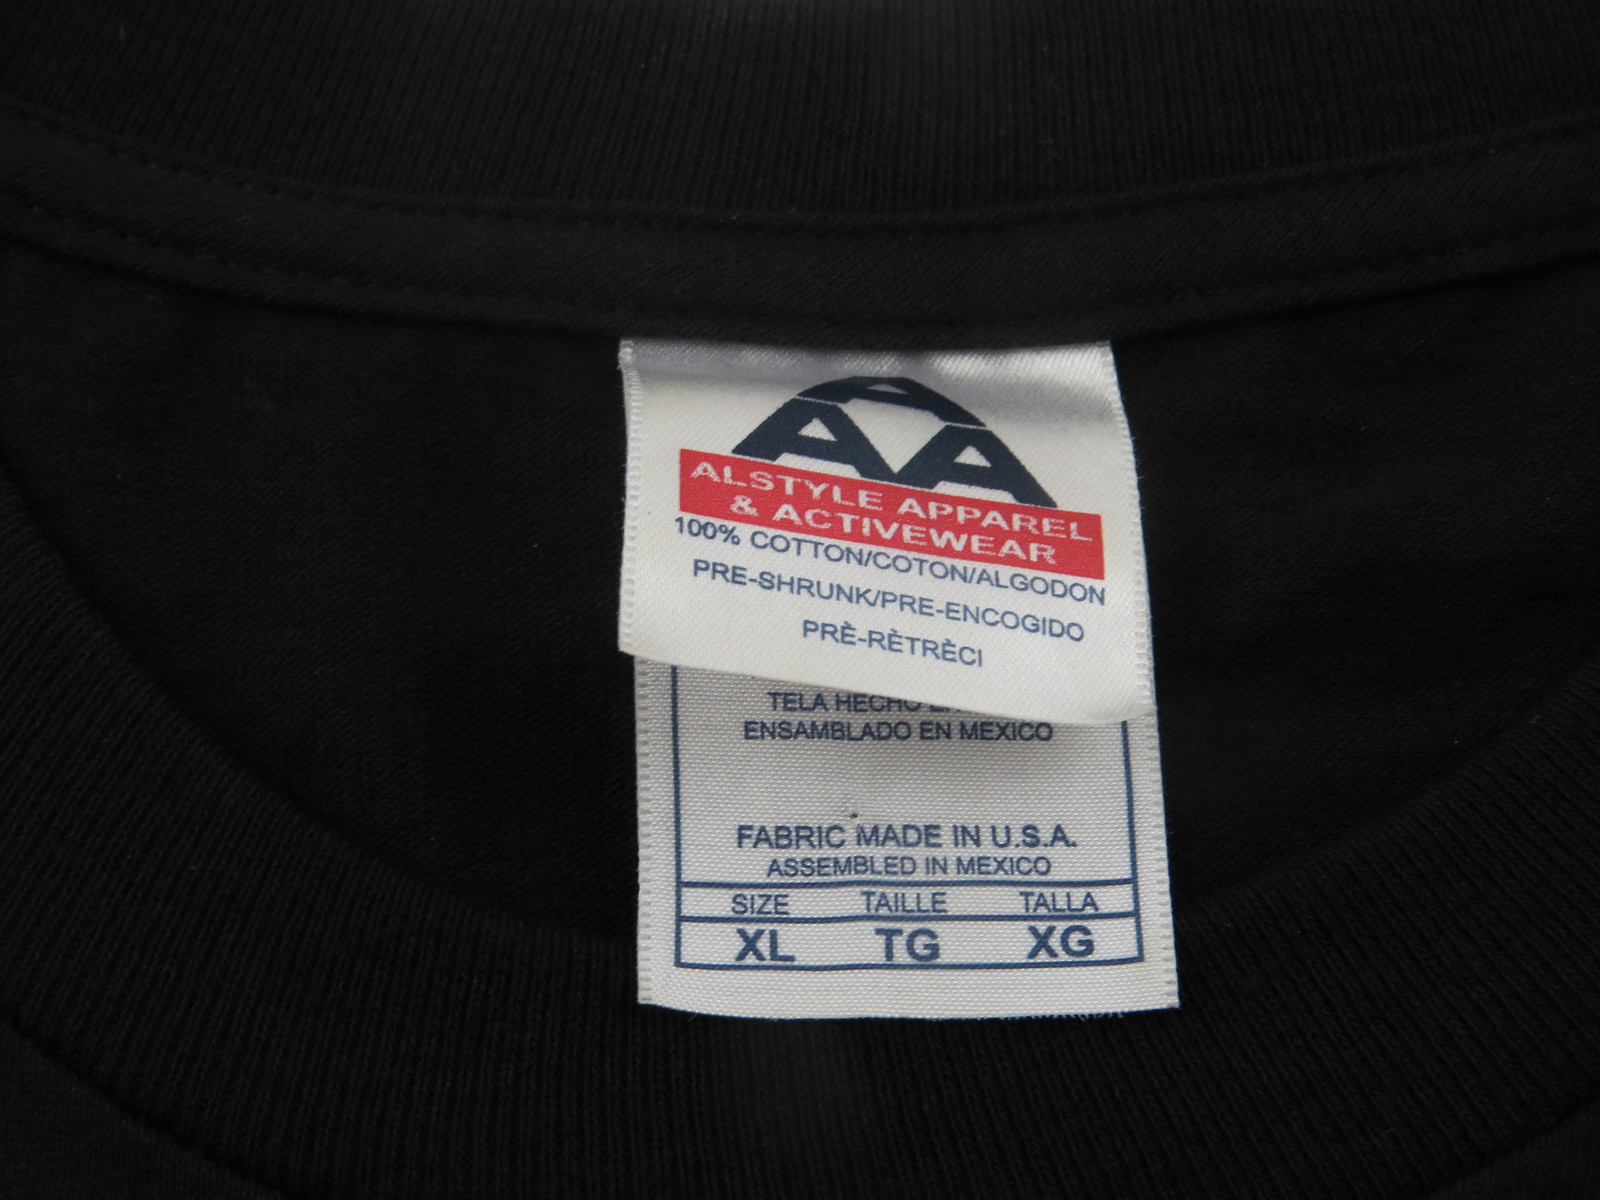 A
A A
ALSTYLE APPAREL
& ACTIVEWEAR
100% COTTON/COTON/ALGODON
PRE-SHRUNK/PRE-ENCOGIDO
PRÈ-RÈTRÈCI
TELA HECHO
ENSAMBLADO EN MEXICO
FABRIC MADE IN U.S.A.
ASSEMBLED IN MEXICO
SIZE TAILLE TALLA
XL TG XG